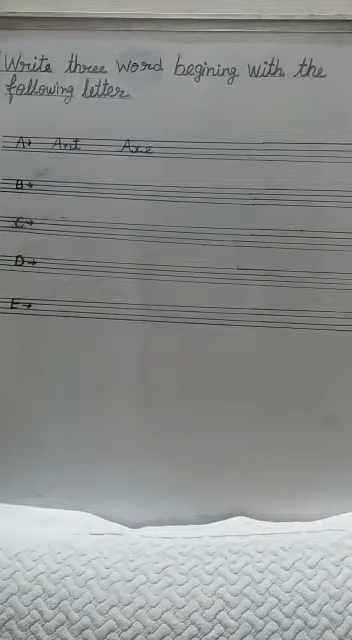 Write three word begining with the
following letter
A→ Ant Axe
B→
C→
D→
E→